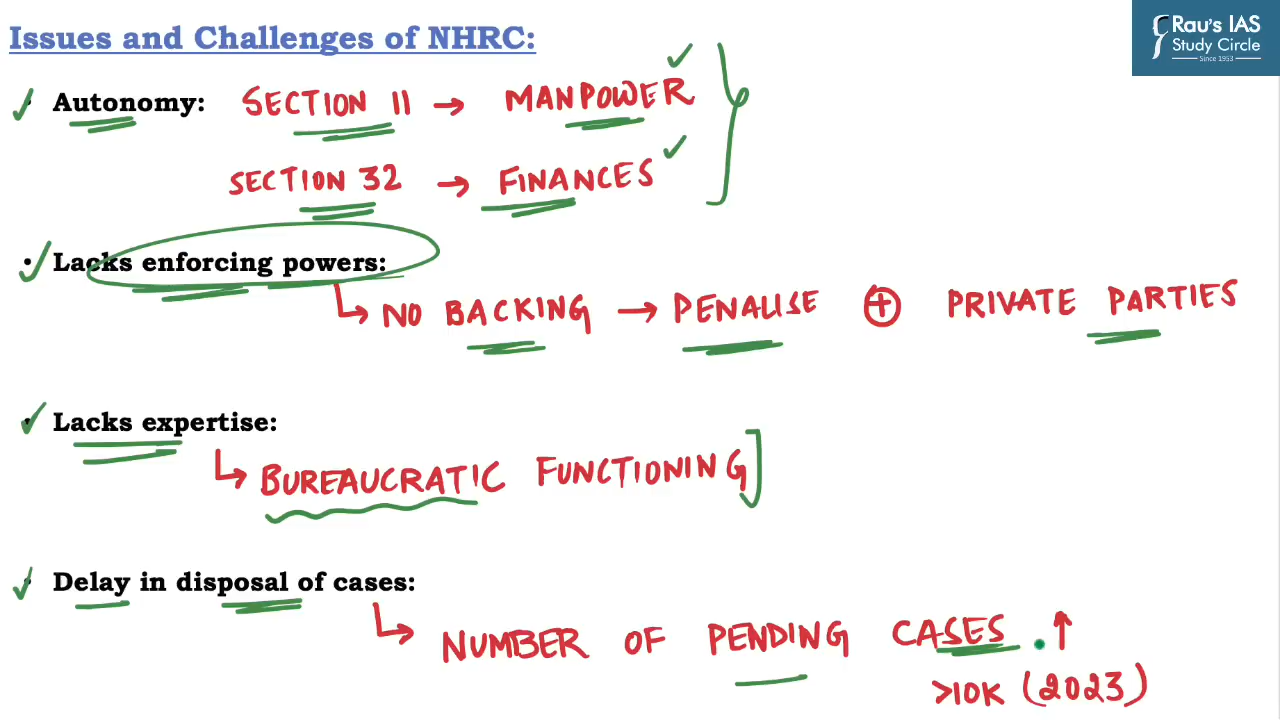 Issues and Challenges of NHRC:
Rau's IAS
Study Circle
Since 1953
• Autonomy: SECTION 11 → MANPOWER
SECTION 32 → FINANCES
• Lacks enforcing powers:
NO BACKING → PENALISE + PRIVATE PARTIES
• Lacks expertise:
BUREAUCRATIC FUNCTIONING
• Delay in disposal of cases:
NUMBER OF PENDING CASES ↑
>10K (2023)